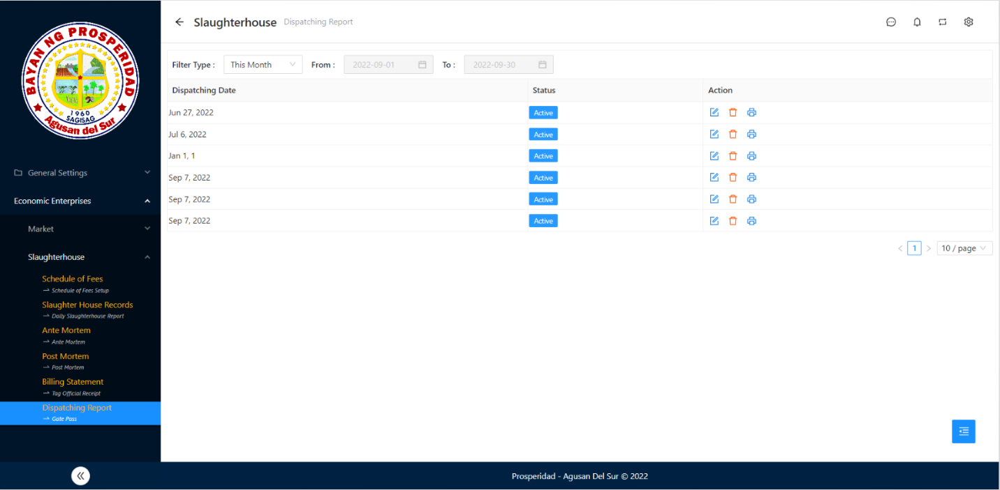 BAYAN NG PROSPERIDAD
1960
SAGISAG
Agusan del Sur
General Settings
Economic Enterprises
Market
Slaughterhouse
Schedule of Fees
Schedule of Fees Setup
Slaughter House Records
Daily Slaughterhouse Report
Ante Mortem
Ante Mortem
Post Mortem
Post Mortem
Billing Statement
Tag Official Receipt
Dispatching Report
Gate Pass
Slaughterhouse Dispatching Report
Filter Type : This Month From : 2022-09-01 To : 2022-09-30
Dispatching Date Status Action
Jun 27, 2022 Active
Jul 6, 2022 Active
Jan 1, 1 Active
Sep 7, 2022 Active
Sep 7, 2022 Active
Sep 7, 2022 Active
< 1 > 10 / page
Prosperidad - Agusan Del Sur © 2022